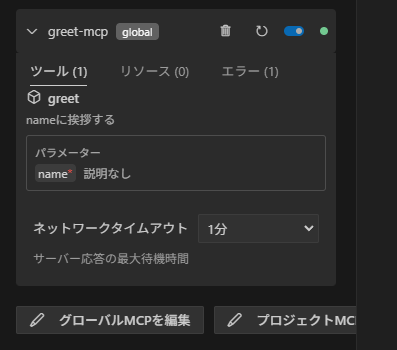 greet-mcp global
ツール (1) リソース (0) エラー (1)
greet
nameに挨拶する
パラメーター
name* 説明なし
ネットワークタイムアウト 1分
サーバー応答の最大待機時間
グローバルMCPを編集 プロジェクトMC